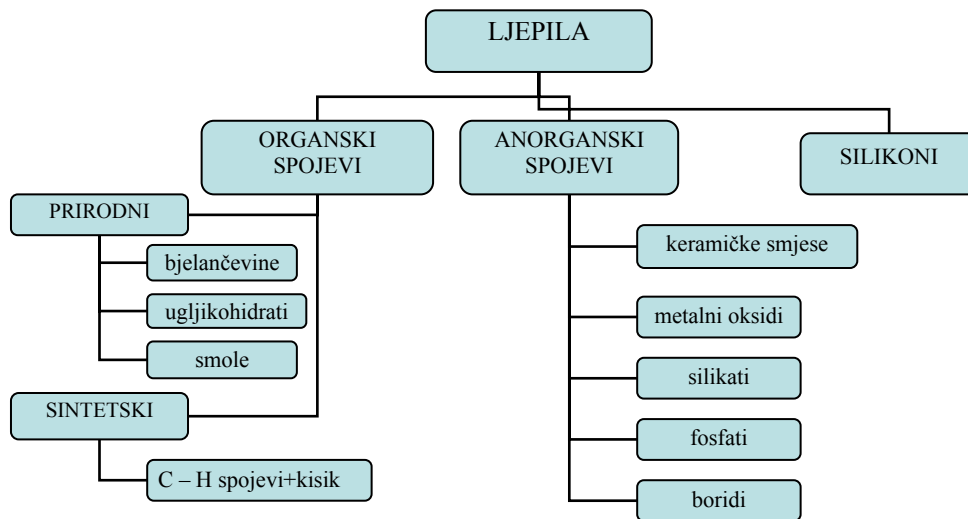 LJEPILA
ORGANSKI
SPOJEVI
ANORGANSKI
SPOJEVI
SILIKONI
PRIRODNI
bjelančevine
ugljikohidrati
smole
SINTETSKI
C – H spojevi+kisik
keramičke smjese
metalni oksidi
silikati
fosfati
boridi